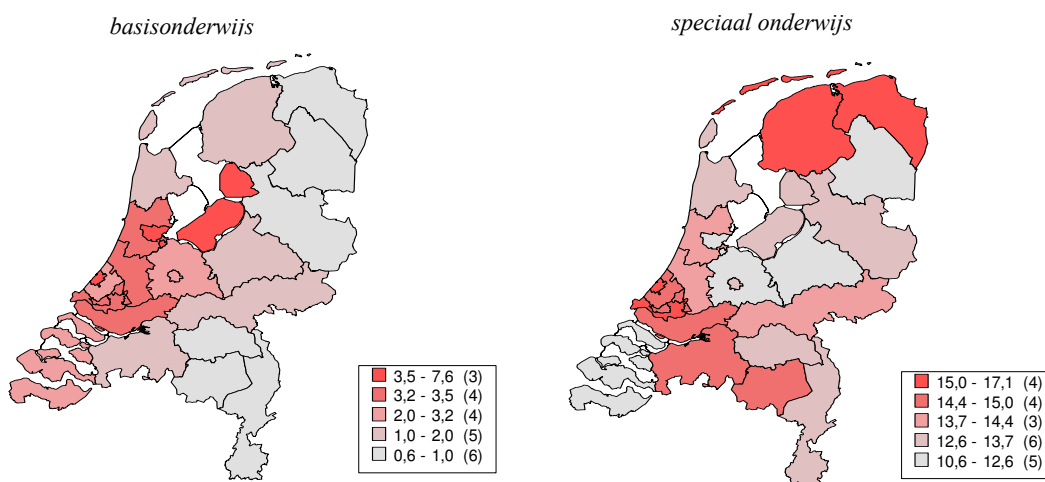 basisonderwijs
speciaal onderwijs
3,5 - 7,6 (3)
3,2 - 3,5 (4)
2,0 - 3,2 (4)
1,0 - 2,0 (5)
0,6 - 1,0 (6)
15,0 - 17,1 (4)
14,4 - 15,0 (4)
13,7 - 14,4 (3)
12,6 - 13,7 (6)
10,6 - 12,6 (5)